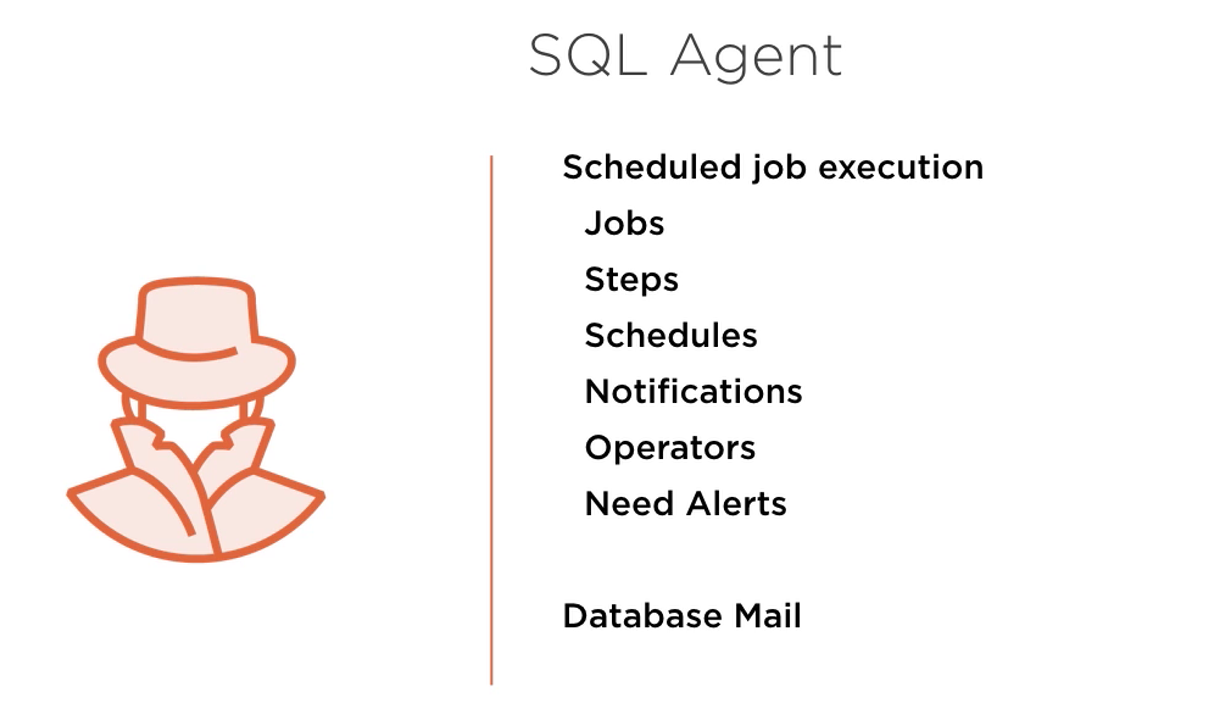 SQL Agent
Scheduled job execution
Jobs
Steps
Schedules
Notifications
Operators
Need Alerts
Database Mail